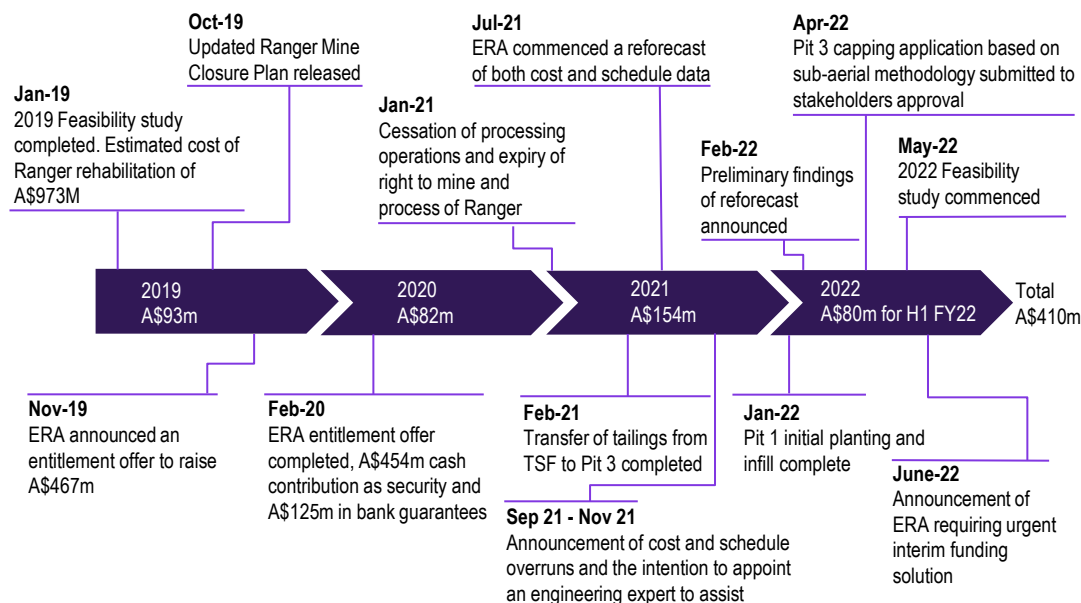 Oct-19
Updated Ranger Mine
Closure Plan released
Jul-21
ERA commenced a reforecast
of both cost and schedule data
Apr-22
Pit 3 capping application based on
sub-aerial methodology submitted to
stakeholders approval
Jan-19
2019 Feasibility study
completed. Estimated cost of
Ranger rehabilitation of
A$973M
Jan-21
Cessation of processing
operations and expiry of
right to mine and
process of Ranger
Feb-22
Preliminary findings
of reforecast
announced
May-22
2022 Feasibility
study commenced
2019
A$93m
2020
A$82m
2021
A$154m
2022
A$80m for H1 FY22
Total
A$410m
Nov-19
ERA announced an
entitlement offer to raise
A$467m
Feb-20
ERA entitlement offer
completed, A$454m cash
contribution as security and
A$125m in bank guarantees
Feb-21
Transfer of tailings from
TSF to Pit 3 completed
Sep 21 - Nov 21
Announcement of cost and schedule
overruns and the intention to appoint
an engineering expert to assist
Jan-22
Pit 1 initial planting and
infill complete
June-22
Announcement of
ERA requiring urgent
interim funding
solution